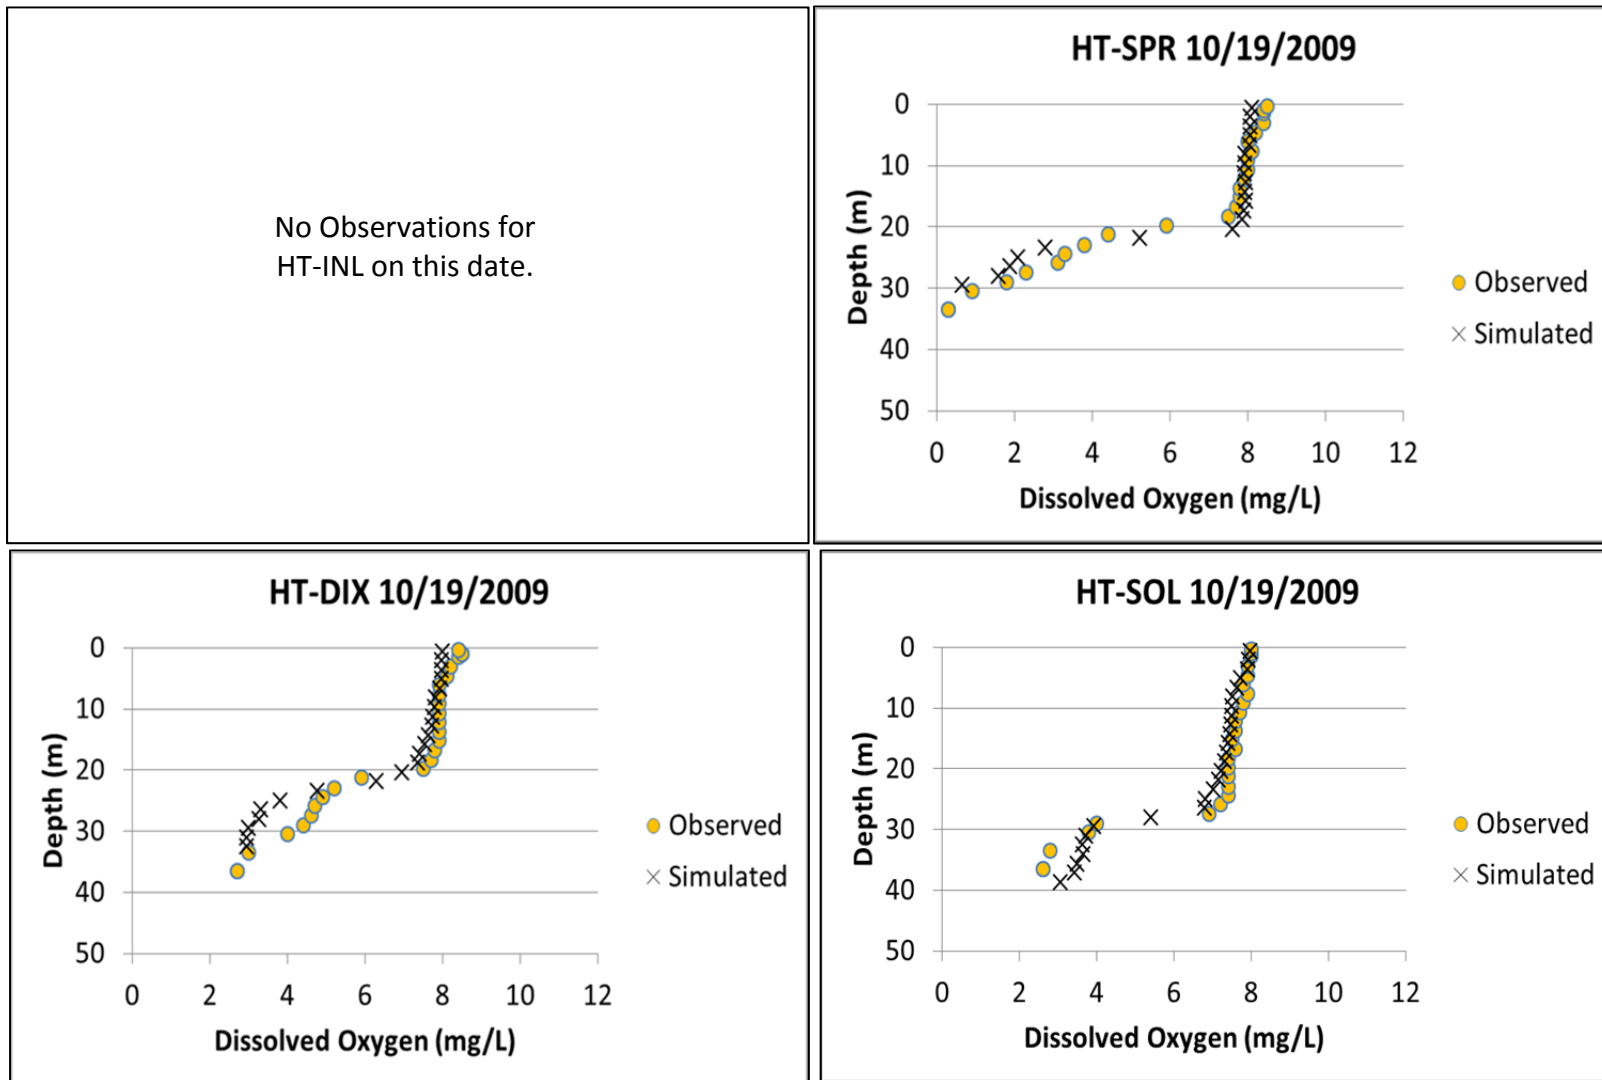 No Observations for
HT-INL on this date.
HT-SPR 10/19/2009
0
10
20
30
40
50
Depth (m)
0 2 4 6 8 10 12
Dissolved Oxygen (mg/L)
Observed
Simulated
HT-DIX 10/19/2009
0
10
20
30
40
50
Depth (m)
0 2 4 6 8 10 12
Dissolved Oxygen (mg/L)
Observed
Simulated
HT-SOL 10/19/2009
0
10
20
30
40
50
Depth (m)
0 2 4 6 8 10 12
Dissolved Oxygen (mg/L)
Observed
Simulated